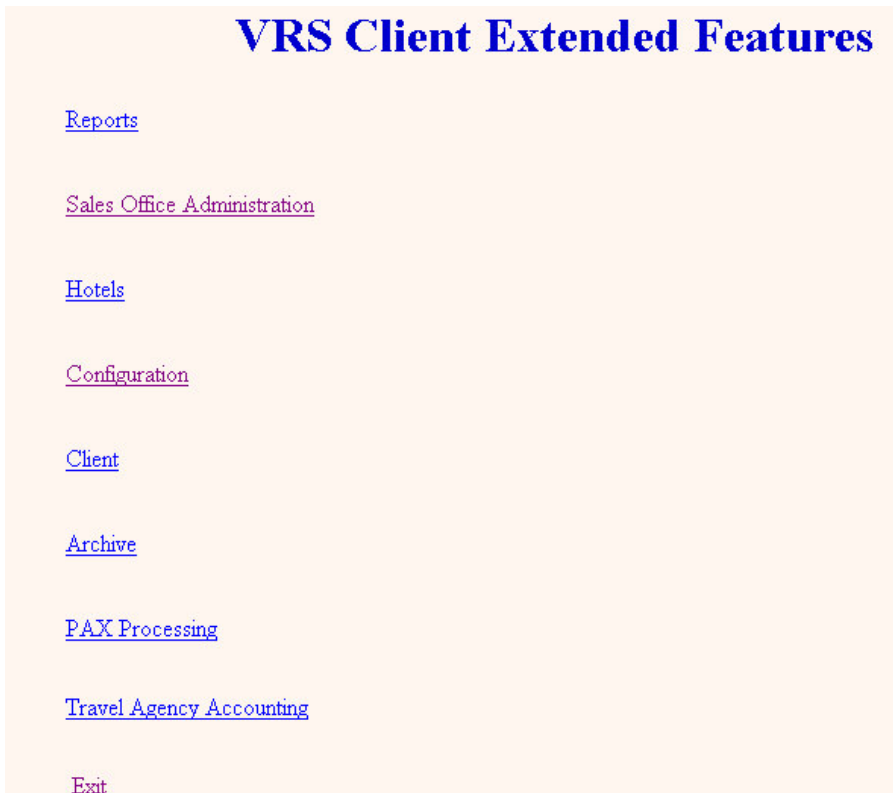 VRS Client Extended Features
Reports
Sales Office Administration
Hotels
Configuration
Client
Archive
PAX Processing
Travel Agency Accounting
Exit